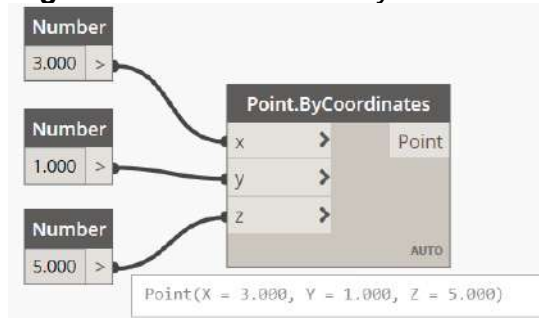 Number
3.000 >
Number
1.000 >
Number
5.000 >
Point.ByCoordinates
x > Point
y >
z >
AUTO
Point(X = 3.000, Y = 1.000, Z = 5.000)